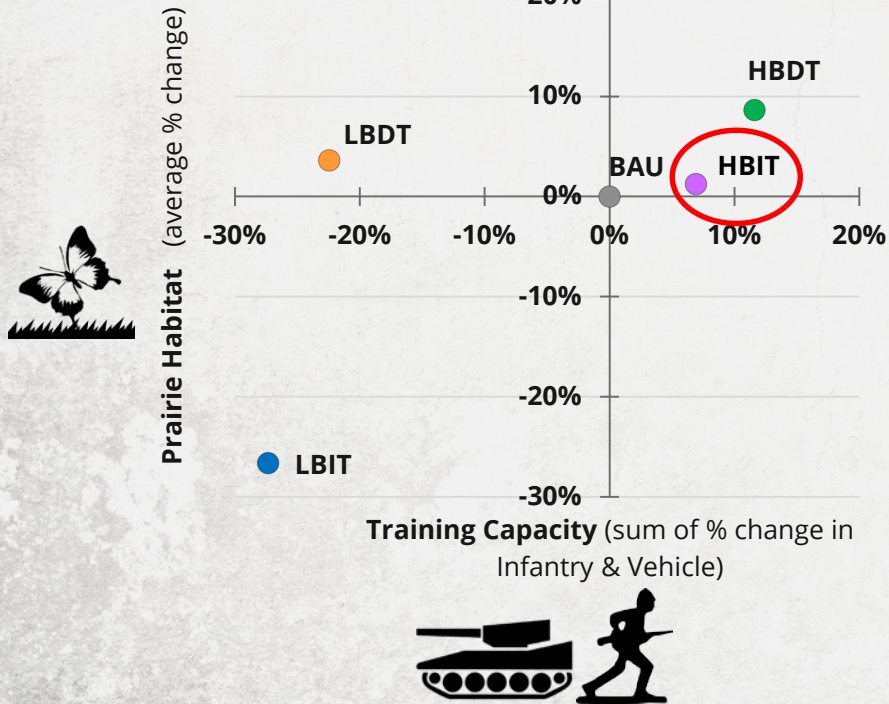 20%
HBDT
10%
LBDT
BAU
HBIT
0%
-30%
-20%
-10%
0%
10%
20%
-10%
-20%
LBIT
-30%
Prairie Habitat (average % change)
Training Capacity (sum of % change in
Infantry & Vehicle)